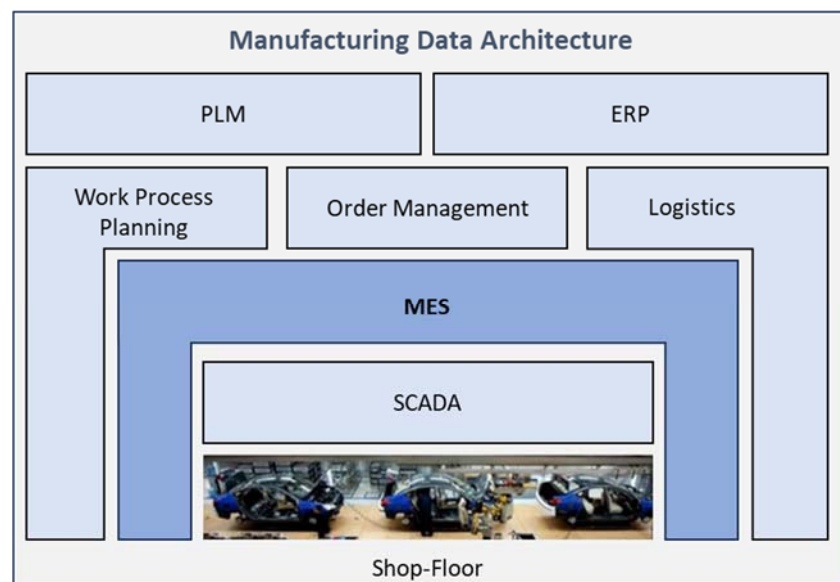 Manufacturing Data Architecture
PLM
ERP
Work Process
Planning
Order Management
Logistics
MES
SCADA
Shop-Floor